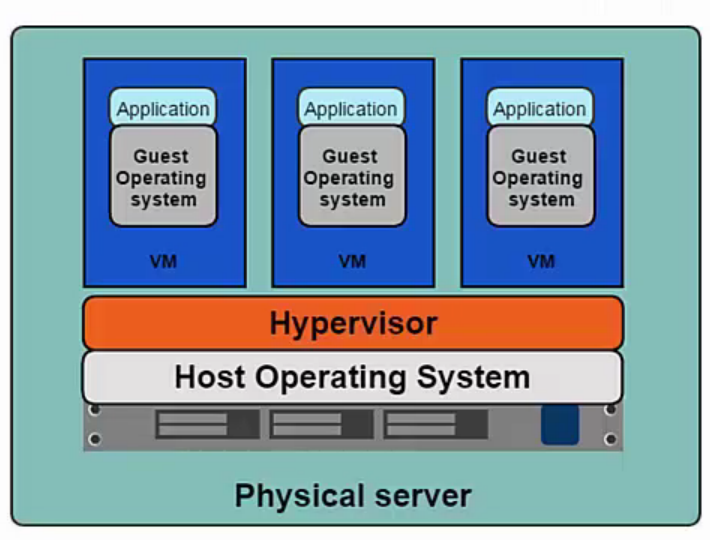 Application Application Application
Guest Operating system
Guest Operating system
Guest Operating system
VM VM VM
Hypervisor
Host Operating System
Physical server